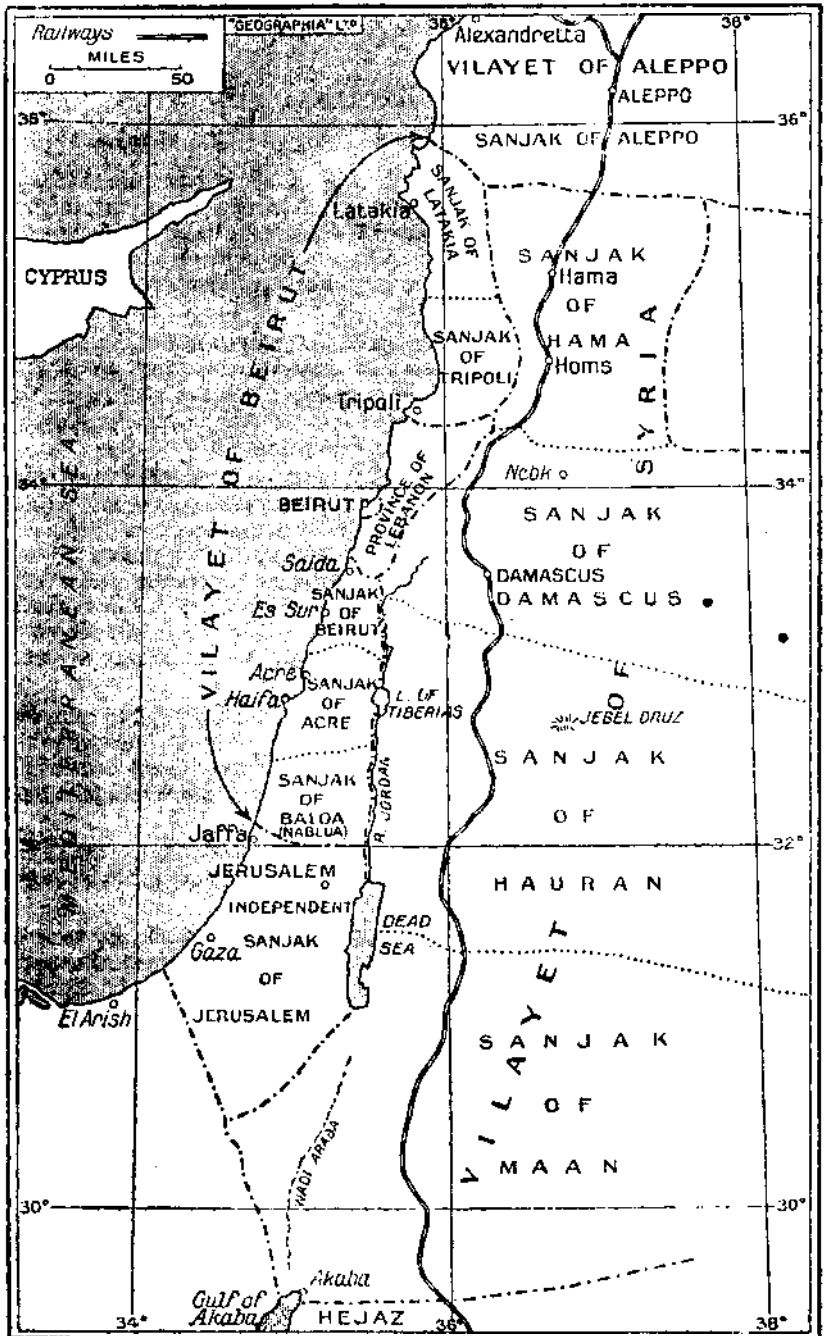 "GEOGRAPHIA" LTD
Railways
MILES
0 50
36°
38°
Alexandretta
VILAYET OF ALEPPO
ALEPPO
36°
36°
SANJAK OF ALEPPO
SANJAK OF LATAKIA
Latakia
CYPRUS
SANJAK
Hama
OF
HAMA
Homs
SANJAK
OF
TRIPOLI
Tripoli
VILAYET OF BEIRUT
MEDITERRANEAN SEA
VILAYET OF SYRIA
34°
34°
Nebk
PROVINCE OF
LEBANON
BEIRUT
SANJAK
OF
DAMASCUS
DAMASCUS
Saida
SANJAK
OF
BEIRUT
Es Sur
Acre
Haifa
SANJAK
OF
ACRE
L. OF
TIBERIAS
JEBEL DRUZ
SANJAK
OF
HAURAN
SANJAK
OF
BALQA
(NABLUA)
R. JORDAN
Jaffa
32°
JERUSALEM
INDEPENDENT
SANJAK
OF
JERUSALEM
DEAD
SEA
Gaza
El Arish
SANJAK
OF
MAAN
WADI ARABA
30°
30°
Akaba
Gulf of
Akaba
HEJAZ
34°
36°
38°